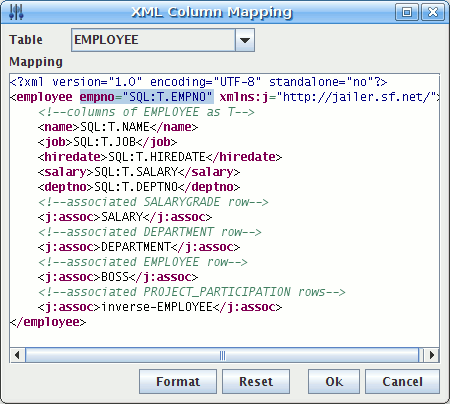 XML Column Mapping
Table EMPLOYEE
Mapping
<?xml version="1.0" encoding="UTF-8" standalone="no"?>
<employee empno="SQL:T.EMPNO" xmlns:j="http://jailer.sf.net/">
<!--columns of EMPLOYEE as T-->
<name>SQL:T.NAME</name>
<job>SQL:T.JOB</job>
<hiredate>SQL:T.HIREDATE</hiredate>
<salary>SQL:T.SALARY</salary>
<deptno>SQL:T.DEPTNO</deptno>
<!--associated SALARYGRADE row-->
<j:assoc>SALARY</j:assoc>
<!--associated DEPARTMENT row-->
<j:assoc>DEPARTMENT</j:assoc>
<!--associated EMPLOYEE row-->
<j:assoc>BOSS</j:assoc>
<!--associated PROJECT_PARTICIPATION rows-->
<j:assoc>inverse-EMPLOYEE</j:assoc>
</employee>
Format Reset Ok Cancel